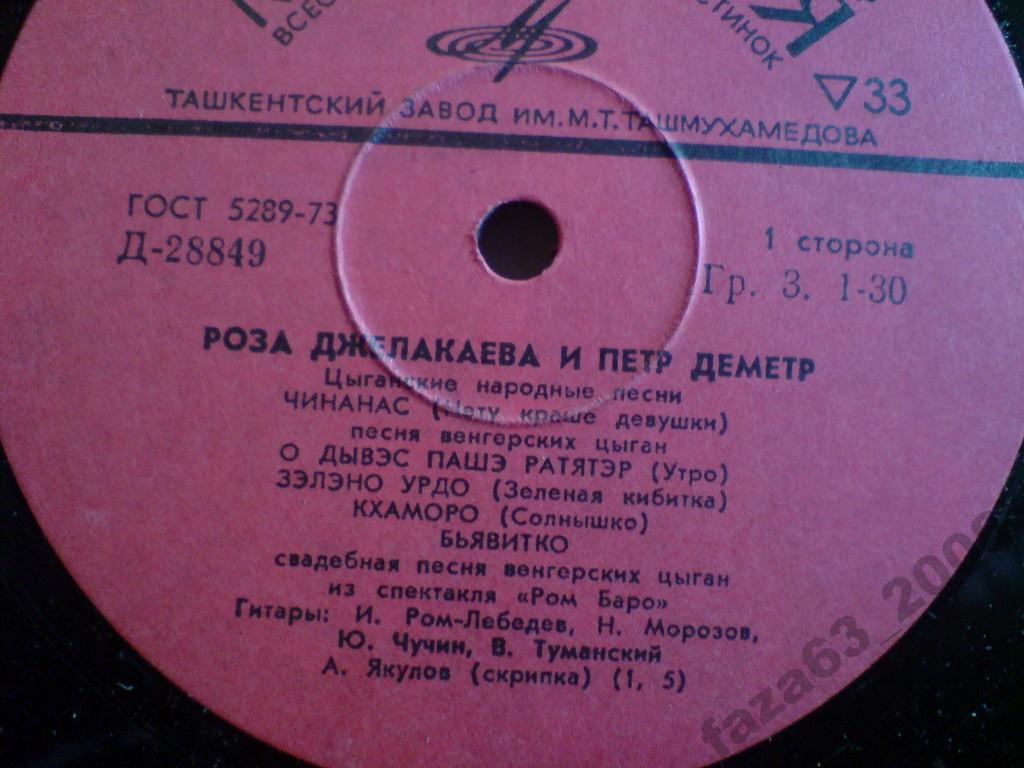 ТАШКЕНТСКИЙ ЗАВОД ИМ. М. Т. ТАШМУХАМЕДОВА
▽33
ГОСТ 5289-73
Д-28849
1 сторона
Гр. 3. 1-30
РОЗА ДЖЕЛАКАЕВА И ПЕТР ДЕМЕТР
Цыганские народные песни
ЧИНАНАС (Нету краше девушки)
песня венгерских цыган
О ДЫВЭС ПАШЭ РАТЯТЭР (Утро)
ЗЭЛЭНО УРДО (Зеленая кибитка)
КХАМОРО (Солнышко)
БЬЯВИТКО
свадебная песня венгерских цыган
из спектакля «Ром Баро»
Гитары: И. Ром-Лебедев, Н. Морозов,
Ю. Чучин, В. Туманский
А. Якулов (скрипка) (1, 5)